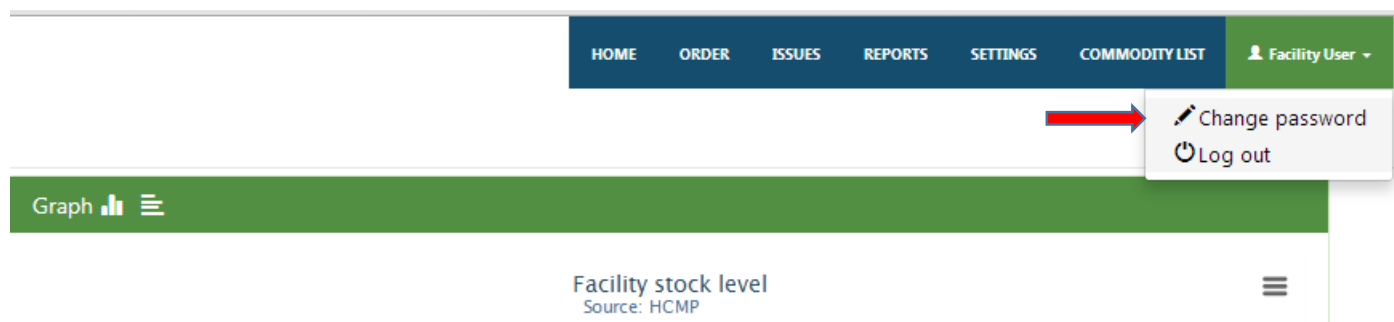 HOME ORDER ISSUES REPORTS SETTINGS COMMODITY LIST Facility User
Change password
Log out
Graph
Facility stock level
Source: HCMP